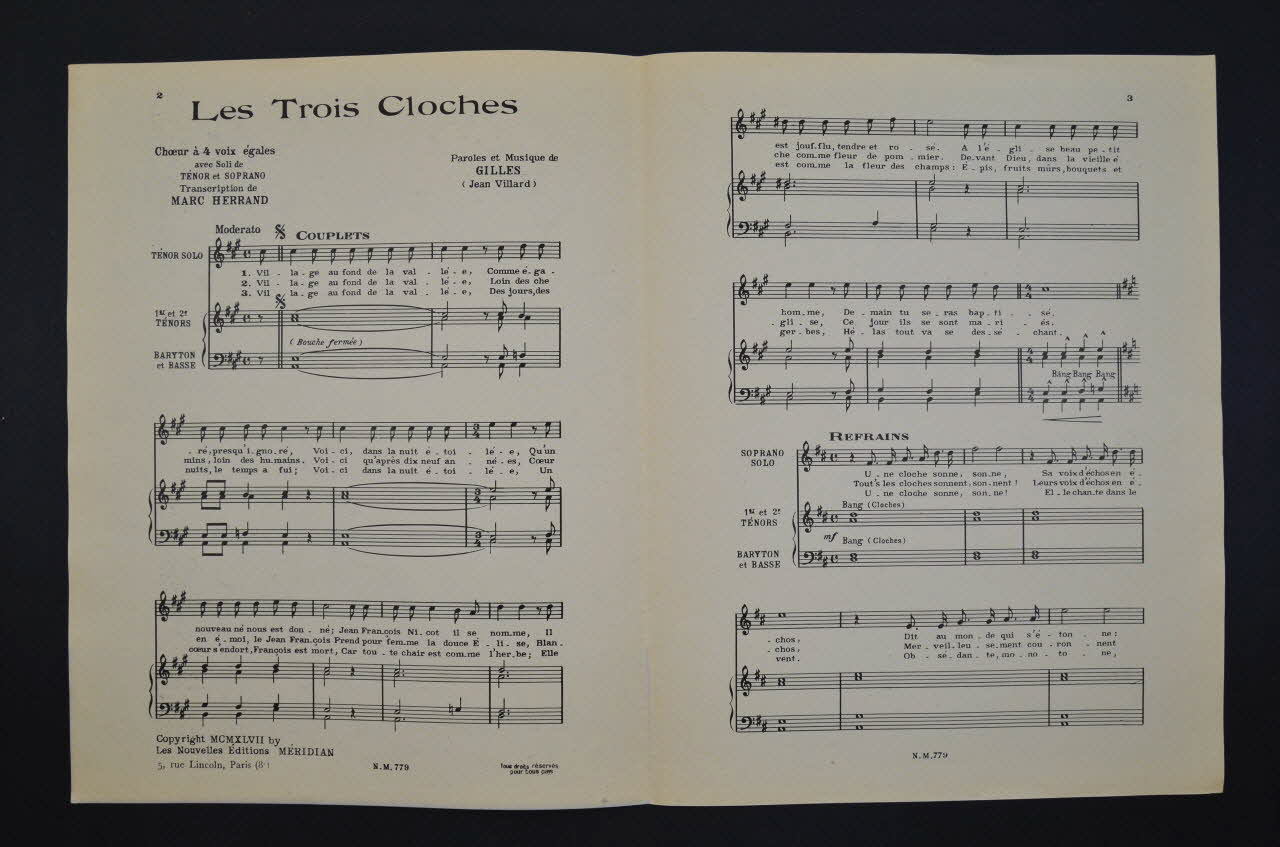 2
Les Trois Cloches
Chœur à 4 voix égales
avec Soli de
TÉNOR et SOPRANO
Transcription de
MARC HERRAND
Paroles et Musique de
GILLES
(Jean Villard)
Moderato
COUPLETS
TÉNOR SOLO
1. Vil - la - ge au fond de la val - lé - e, Comme é. ga -
2. Vil - la - ge au fond de la val - lé - e, Loin des che
3. Vil - la - ge au fond de la val - lé - e, Des jours, des
1ers et 2e
TÉNORS
(Bouche fermée)
BARYTON
et BASSE
- ré, presqu'i - gno - ré, Voi - ci, dans la nuit é - toi - lé - e, Qu'un
mins, loin des hu. mains. Voi - ci qu'après dix neuf an - né - es, Cœur
nuits, le temps a fui; Voi - ci dans la nuit é - toi - lé - e, Un
nouveau né nous est don - né; Jean Fran.çois Ni. cot il se nom. me, Il
en é. moi, le Jean Fran.çois Prend pour fem. me la douce É - li. se, Blan -
cœur s'endort, François est mort, Car tou - te chair est com. me l'her. be; Elle
Copyright MCMXLVII by
Les Nouvelles Éditions MÉRIDIAN
5, rue Lincoln, Paris (8e)
N.M. 779
Tous droits réservés
pour tous pays
3
est jouf. flu, tendre et ro - se. A l'é - gli - se beau pe - tit
che com. me fleur de pom - mier. De. vant Dieu, dans la vieille é
est com. me la fleur des champs: E - pis, fruits mûrs, bouquets et
hom. me, De - main tu se - ras bap - ti - sé.
- gli - se, Ce jour ils se sont ma - ri - és.
ger - bes, Hé - las tout va se des. sé - chant.
Bang Bang Bang
REFRAINS
SOPRANO
SOLO
U - ne cloche sonne, son. ne, Sa voix d'échos en é -
Tout's les cloches sonnent, son. nent! Leurs voix d'échos en é -
U - ne cloche sonne, son. ne! El - le chan. te dans le
1ers et 2e
TÉNORS
Bang (Cloches)
mf
Bang (Cloches)
BARYTON
et BASSE
- chos, Dit au mon - de qui s'é - ton - ne:
- chos, Mer - veil. leu - se. ment cou - ron - nent
vent. Ob - sé - dan - te, mo - no - to - ne,
N.M. 779